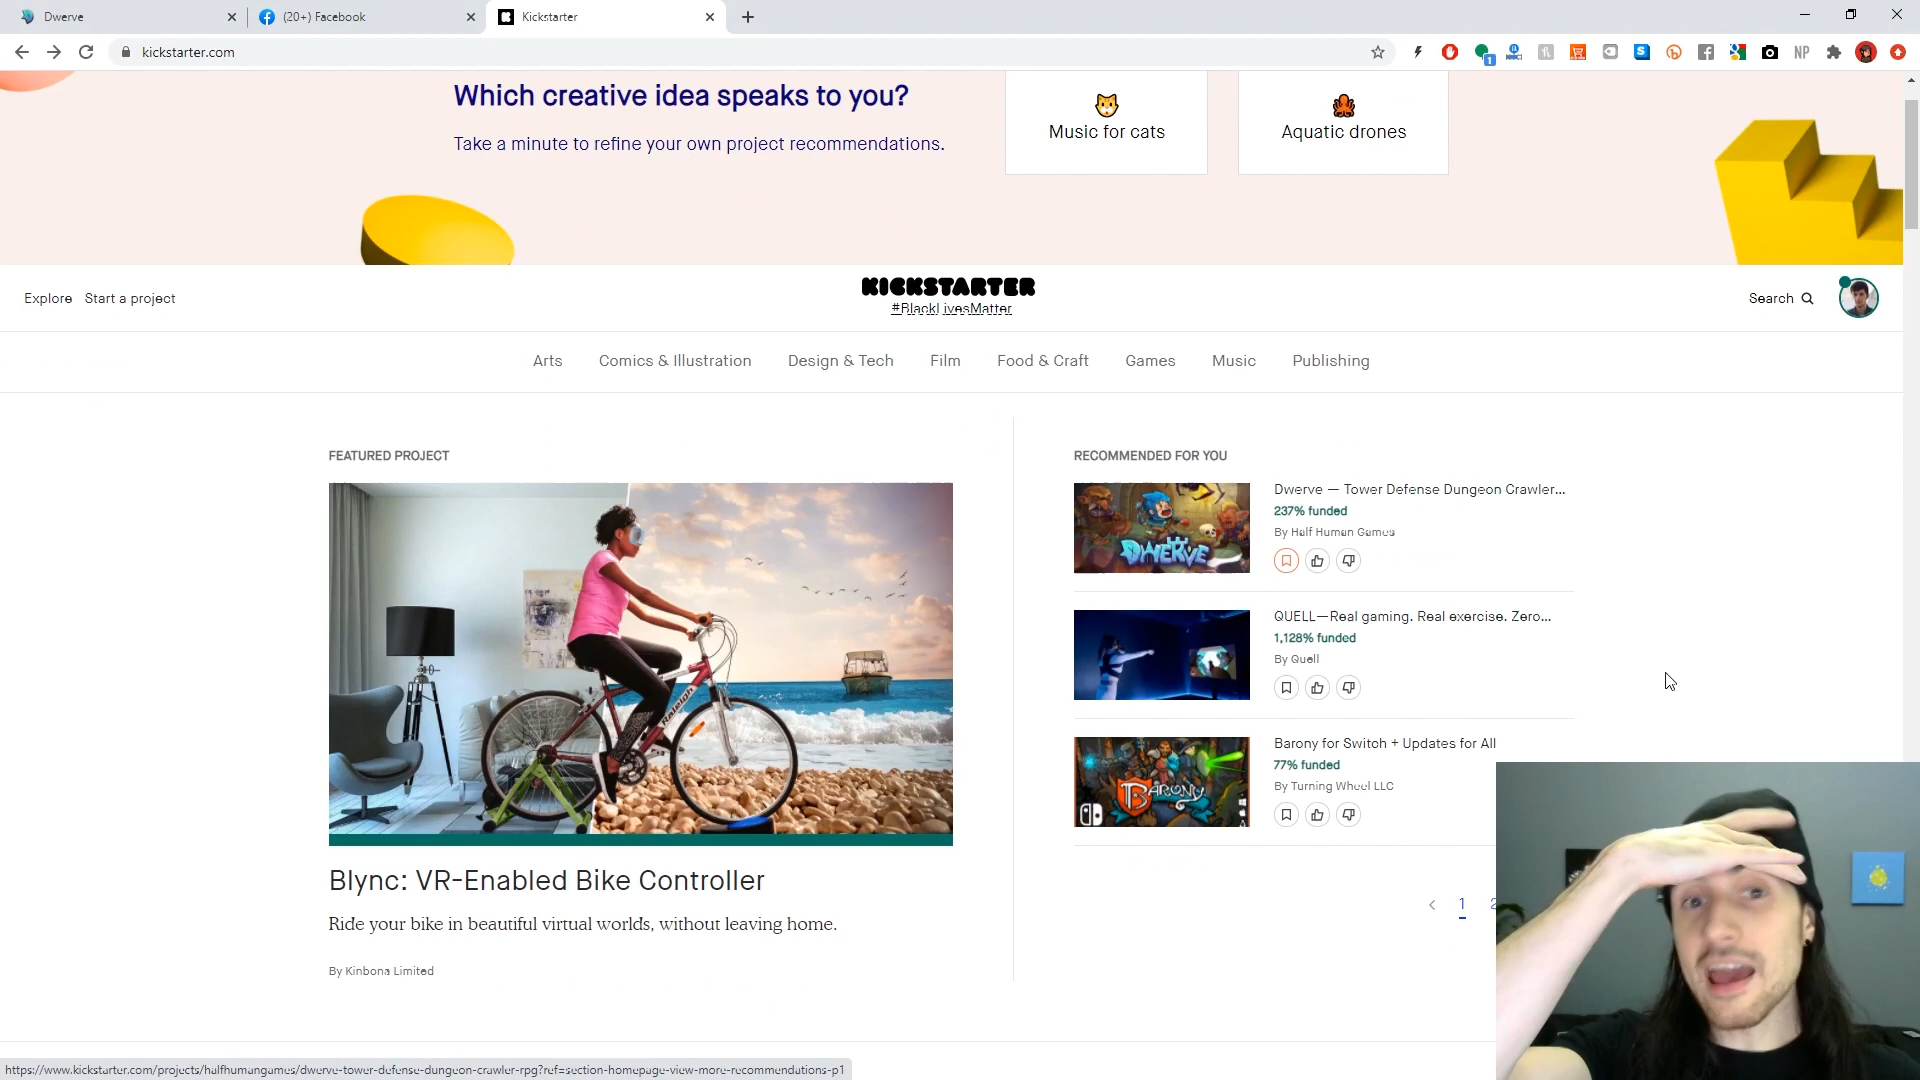 Dwerve
(20+) Facebook
Kickstarter
kickstarter.com
1
NP
Which creative idea speaks to you?
Take a minute to refine your own project recommendations.
Music for cats
Aquatic drones
Explore
Start a project
KICKSTARTER
#BlackLivesMatter
Search
Arts
Comics & Illustration
Design & Tech
Film
Food & Craft
Games
Music
Publishing
FEATURED PROJECT
Raleigh
Blync: VR-Enabled Bike Controller
Ride your bike in beautiful virtual worlds, without leaving home.
By Kinbona Limited
RECOMMENDED FOR YOU
DWERVE
Dwerve — Tower Defense Dungeon Crawler...
237% funded
By Half Human Games
QUELL—Real gaming. Real exercise. Zero...
1,128% funded
By Quell
BARONY
Barony for Switch + Updates for All
77% funded
By Turning Wheel LLC
1
2
https://www.kickstarter.com/projects/halfhumangames/dwerve-tower-defense-dungeon-crawler-rpg?ref=section-homepage-view-more-recommendations-p1